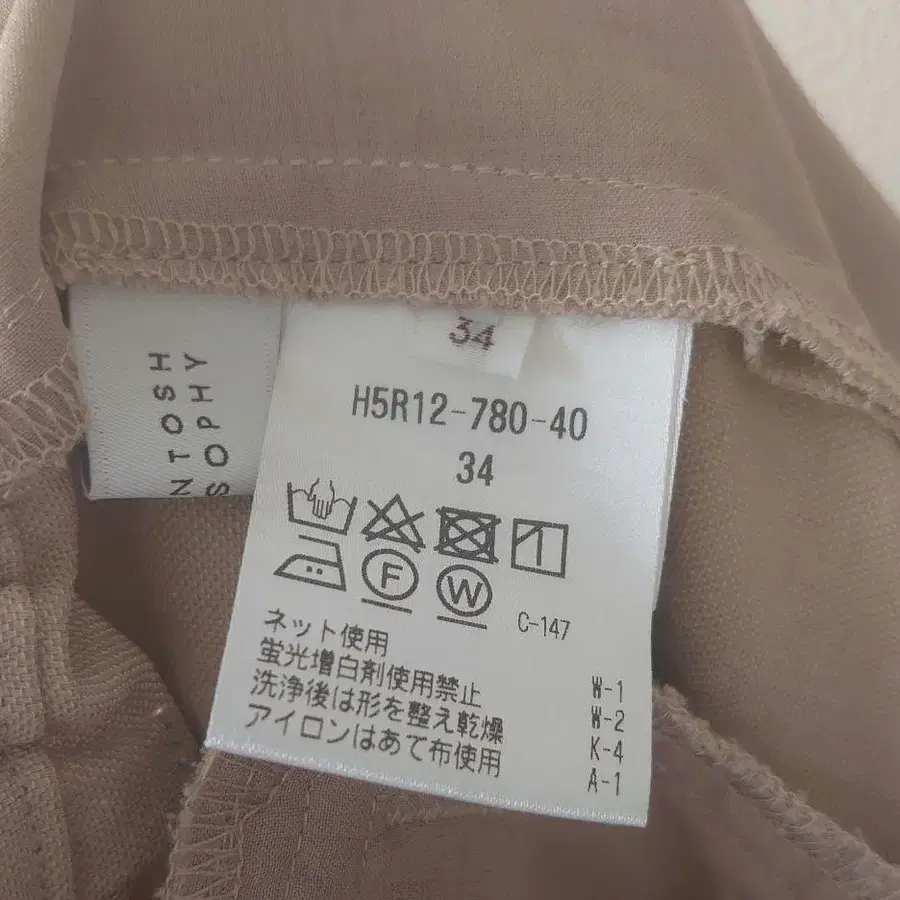 NTOSH
SOPHY
34
H5R12-780-40
34
F
W
C-147
ネット使用
蛍光増白剤使用禁止
洗浄後は形を整え乾燥
アイロンはあて布使用
W-1
W-2
K-4
A-1